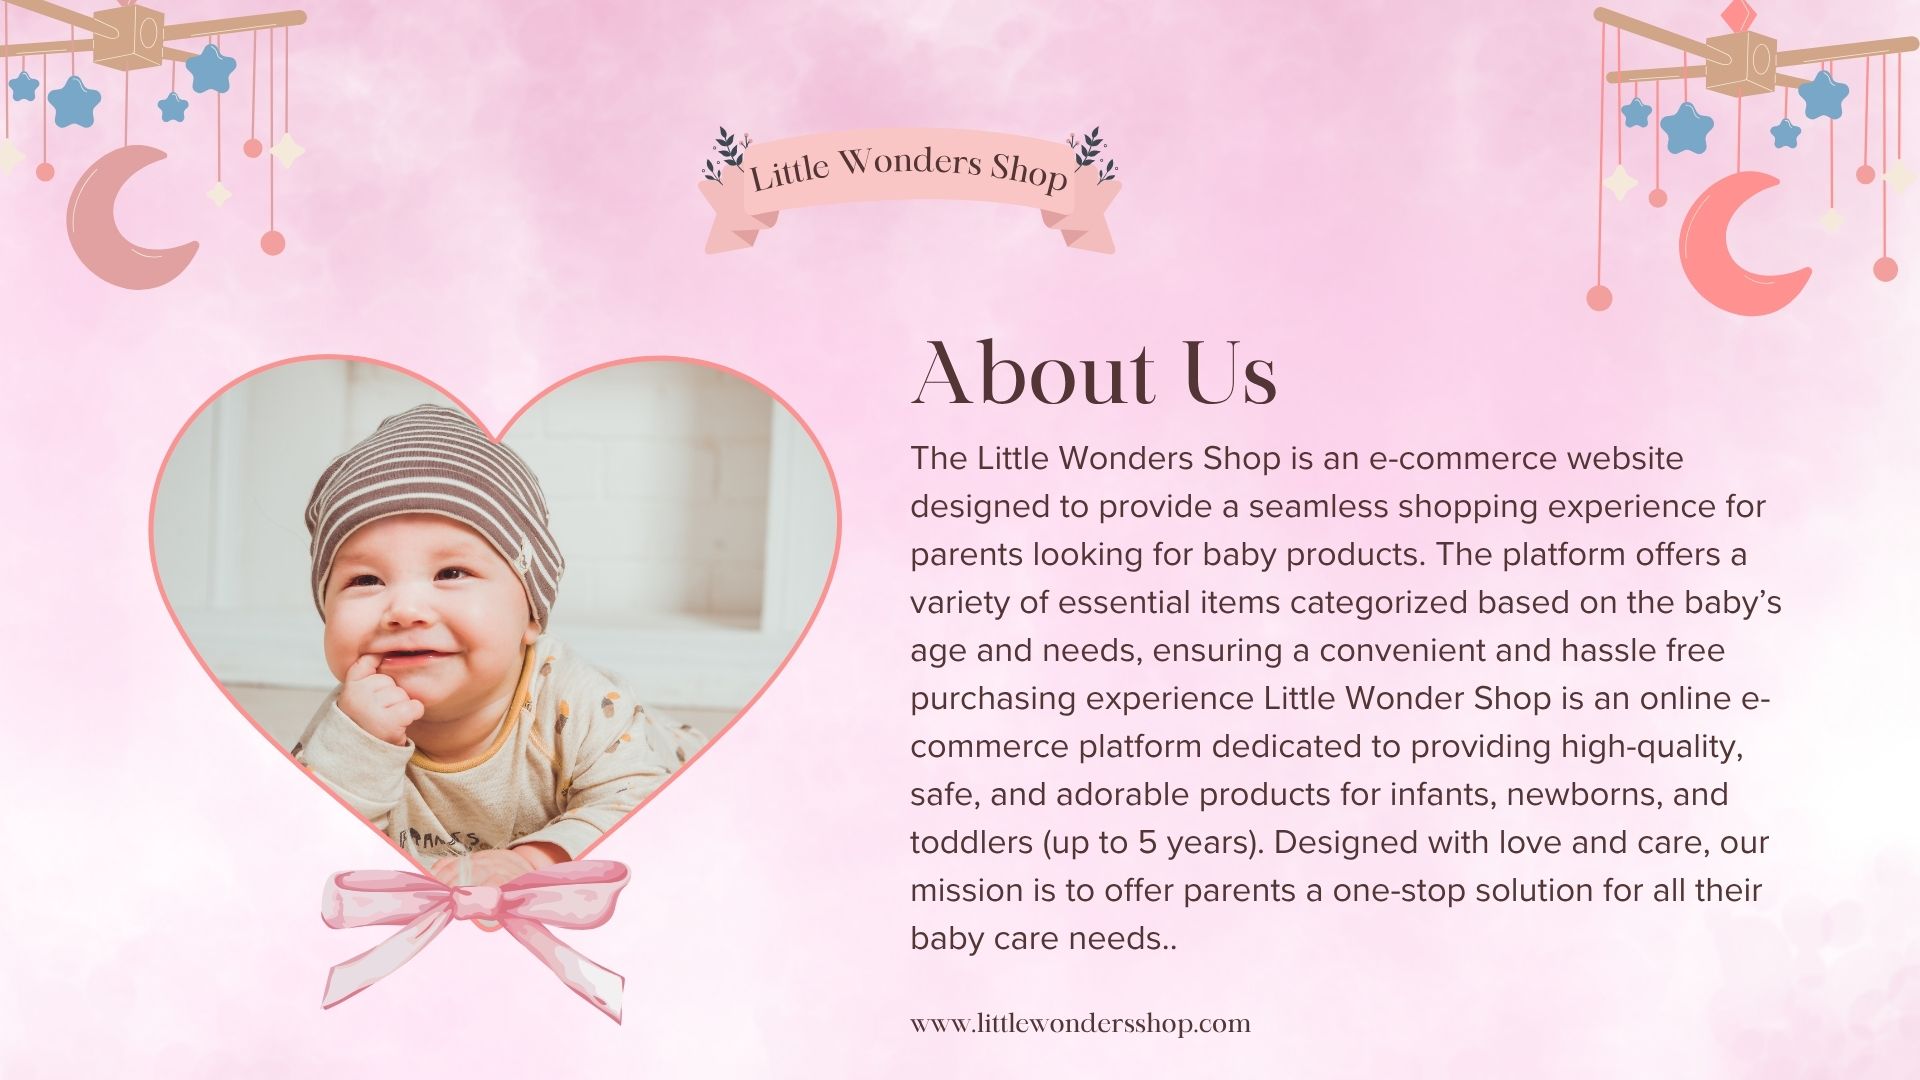 Little Wonders Shop
About Us
The Little Wonders Shop is an e-commerce website
designed to provide a seamless shopping experience for
parents looking for baby products. The platform offers a
variety of essential items categorized based on the baby’s
age and needs, ensuring a convenient and hassle free
purchasing experience Little Wonder Shop is an online e-
commerce platform dedicated to providing high-quality,
safe, and adorable products for infants, newborns, and
toddlers (up to 5 years). Designed with love and care, our
mission is to offer parents a one-stop solution for all their
baby care needs..
www.littlewondersshop.com